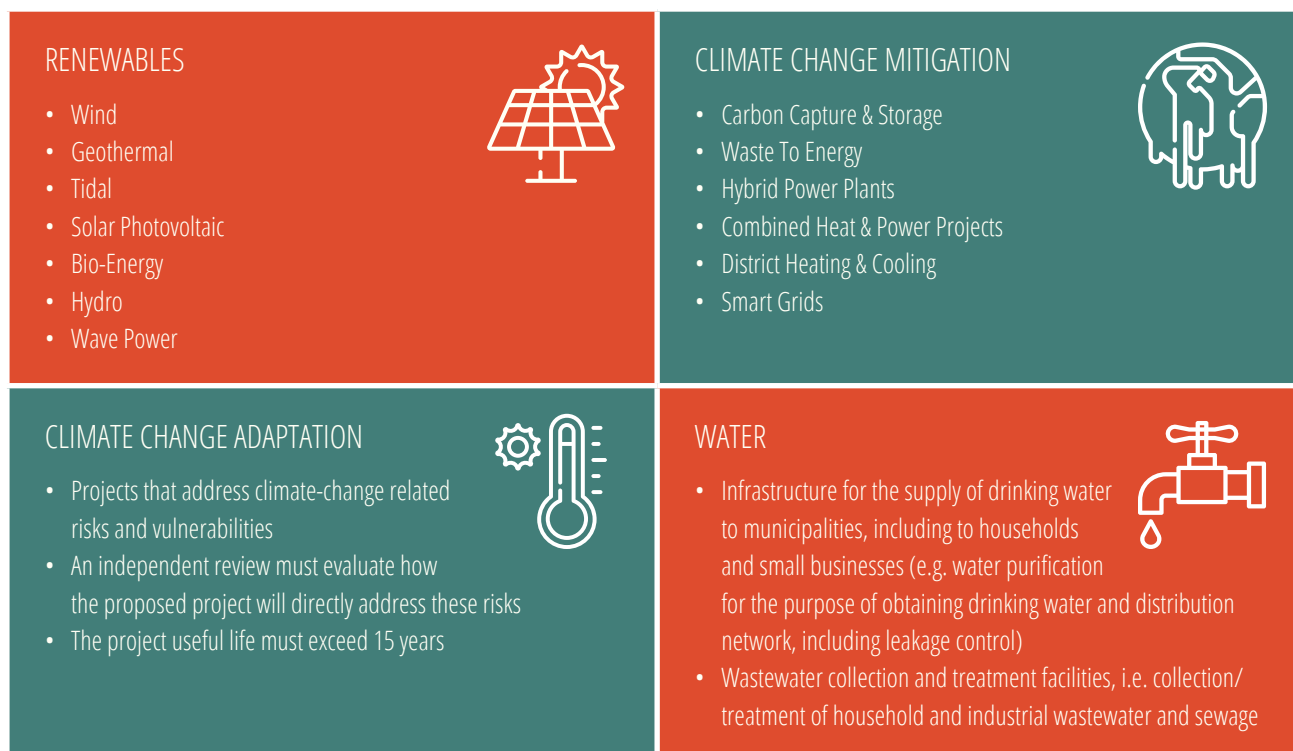 RENEWABLES
• Wind
• Geothermal
• Tidal
• Solar Photovoltaic
• Bio-Energy
• Hydro
• Wave Power
CLIMATE CHANGE MITIGATION
• Carbon Capture & Storage
• Waste To Energy
• Hybrid Power Plants
• Combined Heat & Power Projects
• District Heating & Cooling
• Smart Grids
CLIMATE CHANGE ADAPTATION
• Projects that address climate-change related
risks and vulnerabilities
• An independent review must evaluate how
the proposed project will directly address these risks
• The project useful life must exceed 15 years
WATER
• Infrastructure for the supply of drinking water
to municipalities, including to households
and small businesses (e.g. water purification
for the purpose of obtaining drinking water and distribution
network, including leakage control)
• Wastewater collection and treatment facilities, i.e. collection/
treatment of household and industrial wastewater and sewage